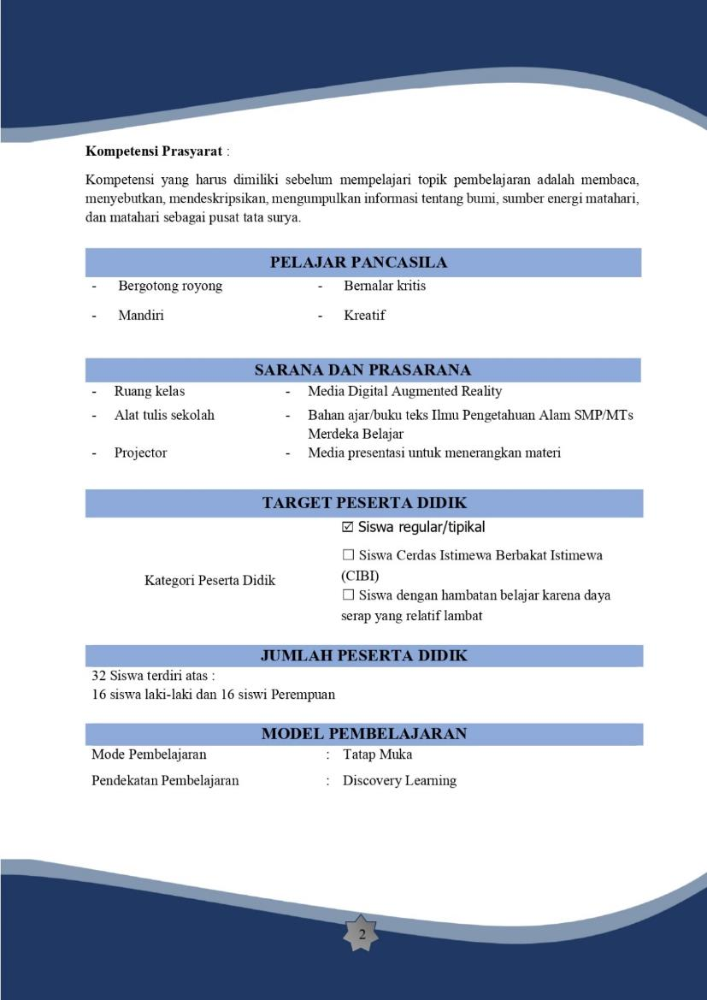 Kompetensi Prasyarat :
Kompetensi yang harus dimiliki sebelum mempelajari topik pembelajaran adalah membaca,
menyebutkan, mendeskripsikan, mengumpulkan informasi tentang bumi, sumber energi matahari,
dan matahari sebagai pusat tata surya.
PELAJAR PANCASILA
- Bergotong royong - Bernalar kritis
- Mandiri - Kreatif
SARANA DAN PRASARANA
- Ruang kelas - Media Digital Augmented Reality
- Alat tulis sekolah - Bahan ajar/buku teks Ilmu Pengetahuan Alam SMP/MTs
Merdeka Belajar
- Projector - Media presentasi untuk menerangkan materi
TARGET PESERTA DIDIK
☑ Siswa regular/tipikal
☐ Siswa Cerdas Istimewa Berbakat Istimewa
(CIBI)
Kategori Peserta Didik
☐ Siswa dengan hambatan belajar karena daya
serap yang relatif lambat
JUMLAH PESERTA DIDIK
32 Siswa terdiri atas :
16 siswa laki-laki dan 16 siswi Perempuan
MODEL PEMBELAJARAN
Mode Pembelajaran : Tatap Muka
Pendekatan Pembelajaran : Discovery Learning
2